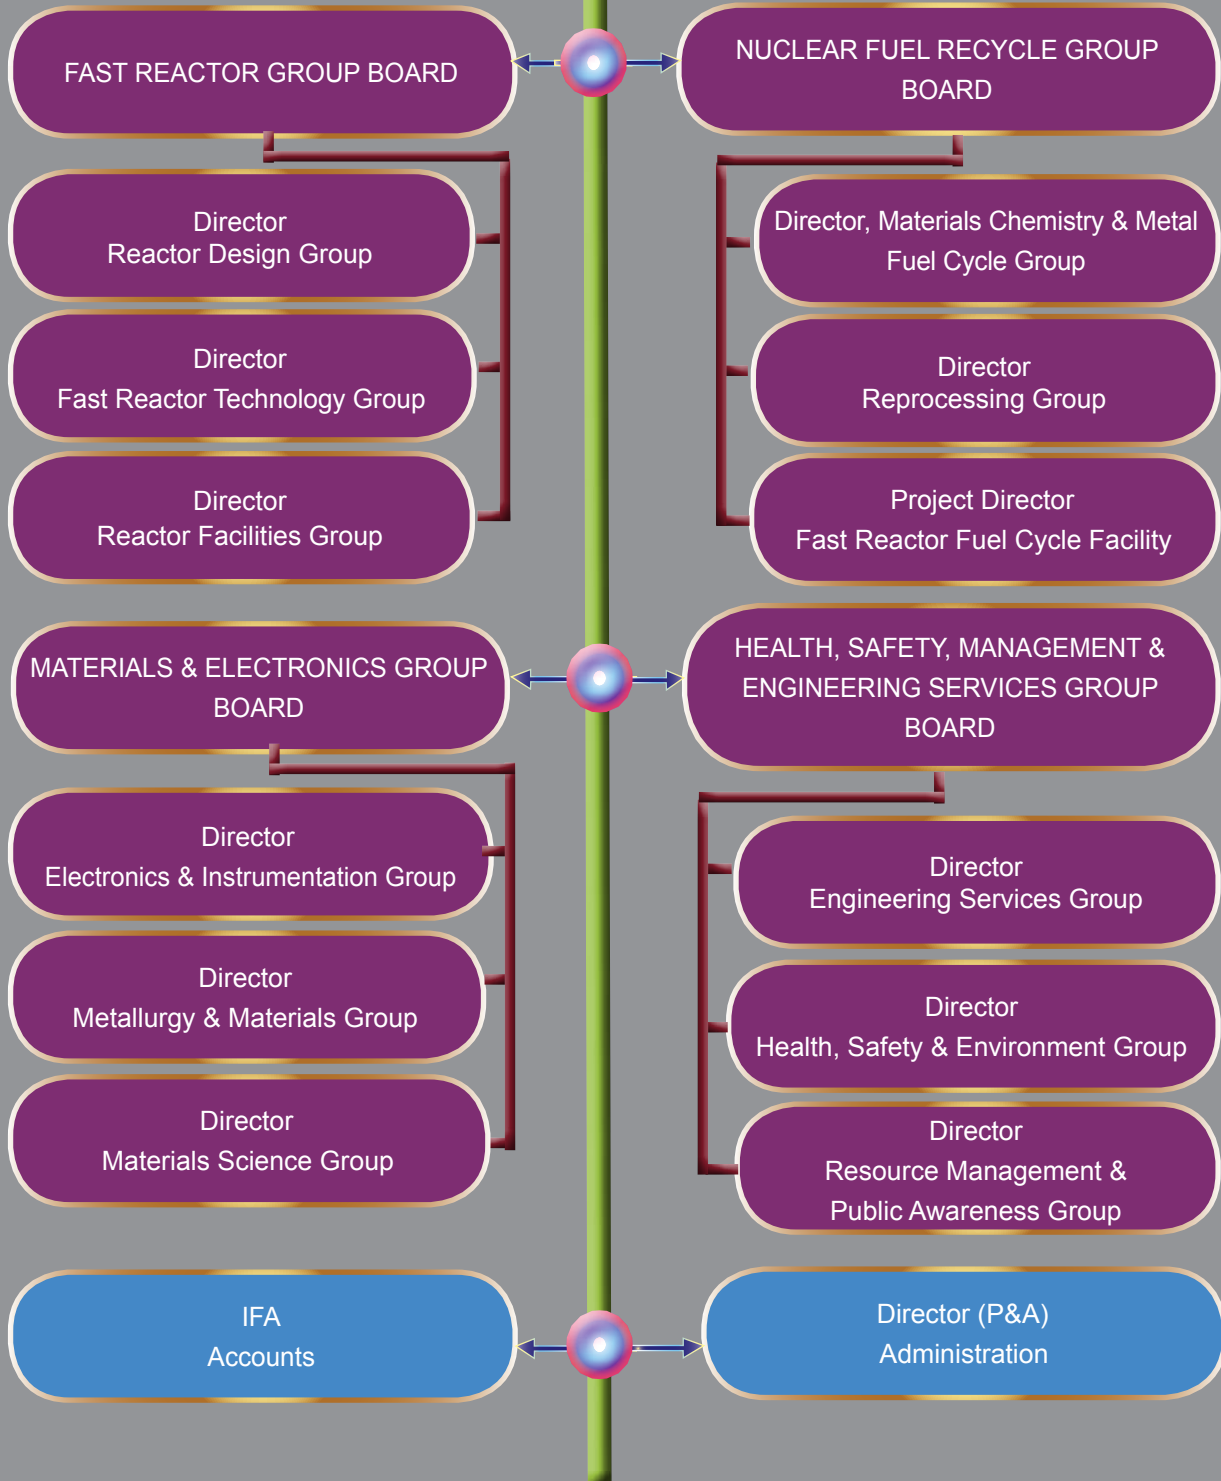 FAST REACTOR GROUP BOARD
NUCLEAR FUEL RECYCLE GROUP
BOARD
Director
Reactor Design Group
Director
Fast Reactor Technology Group
Director
Reactor Facilities Group
Director, Materials Chemistry & Metal
Fuel Cycle Group
Director
Reprocessing Group
Project Director
Fast Reactor Fuel Cycle Facility
MATERIALS & ELECTRONICS GROUP
BOARD
HEALTH, SAFETY, MANAGEMENT &
ENGINEERING SERVICES GROUP
BOARD
Director
Electronics & Instrumentation Group
Director
Metallurgy & Materials Group
Director
Materials Science Group
Director
Engineering Services Group
Director
Health, Safety & Environment Group
Director
Resource Management &
Public Awareness Group
IFA
Accounts
Director (P&A)
Administration